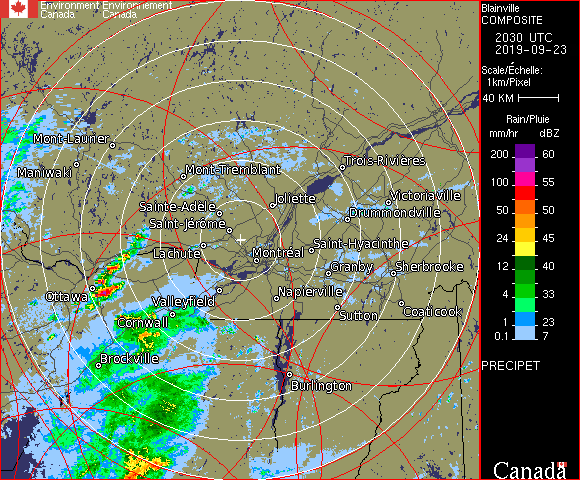 Environment Environnement
Canada Canada
Blainville
COMPOSITE
2030 UTC
2019-09-23
Scale/Échelle:
1km/Pixel
40 KM
Rain/Pluie
mm/hr dBZ
200 60
100 55
50 50
24 45
12 40
4 33
1 23
0.1 7
PRECIPET
Canada
Mont-Laurier
Maniwaki
Mont-Tremblant
Trois-Rivières
Joliette
Victoriaville
Sainte-Adele
Drummondville
Saint-Jérôme
Saint-Hyacinthe
Lachute
Montréal
Granby
Sherbrooke
Ottawa
Valleyfield
Napierville
Cornwall
Sutton
Coaticook
Brockville
Burlington